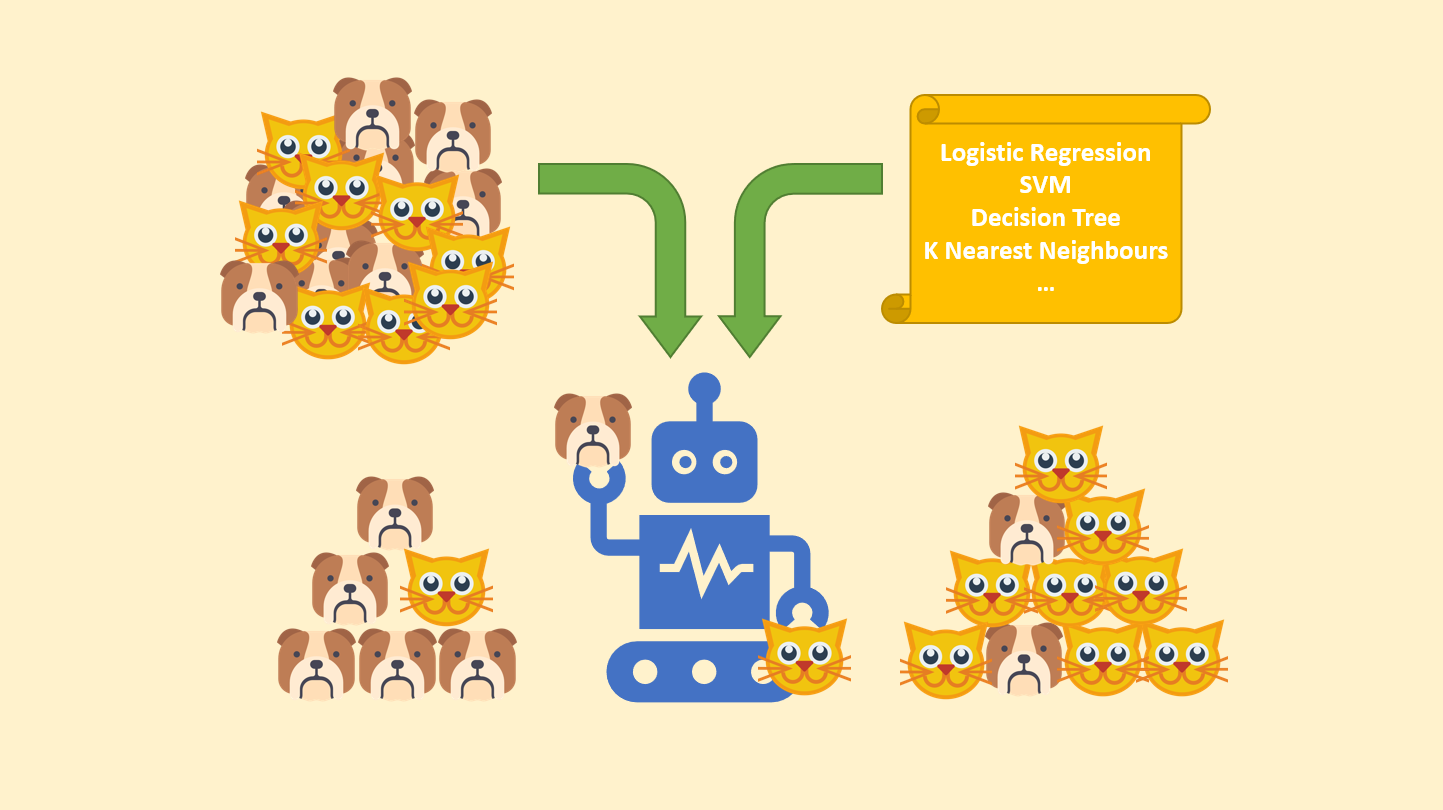 Logistic Regression
SVM
Decision Tree
K Nearest Neighbours
...